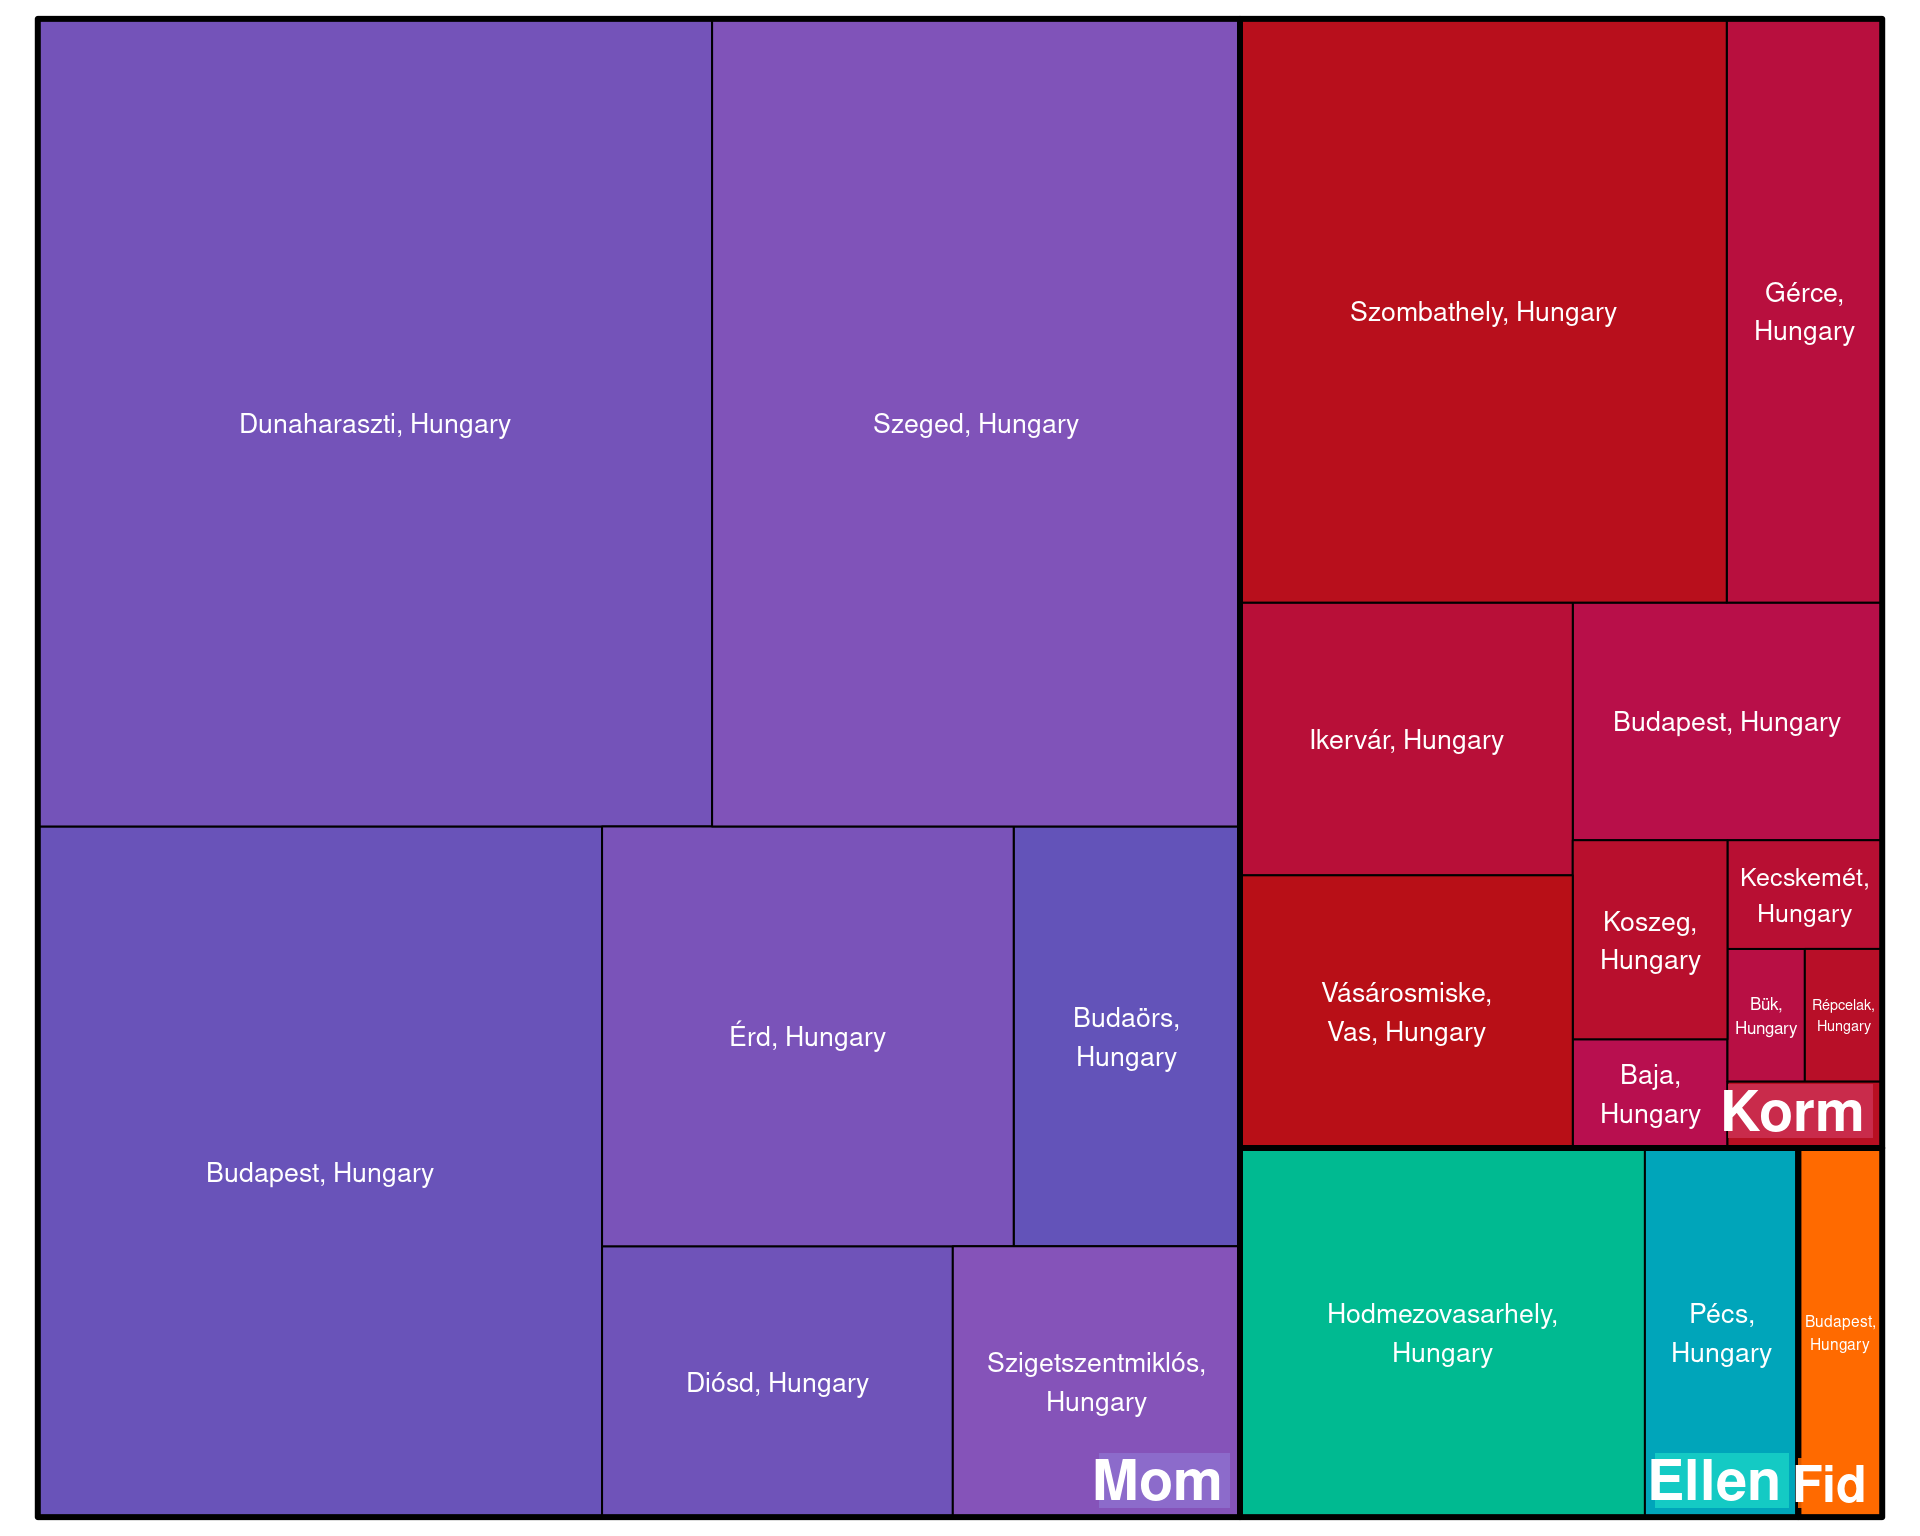 Dunaharaszti, Hungary
Szeged, Hungary
Budapest, Hungary
Érd, Hungary
Budaörs,
Hungary
Diósd, Hungary
Szigetszentmiklós,
Hungary
Mom
Szombathely, Hungary
Gérce,
Hungary
Ikervár, Hungary
Budapest, Hungary
Vásárosmiske,
Vas, Hungary
Koszeg,
Hungary
Kecskemét,
Hungary
Bük,
Hungary
Répcelak,
Hungary
Baja,
Hungary
Korm
Hodmezovasarhely,
Hungary
Pécs,
Hungary
Ellen
Budapest,
Hungary
Fid